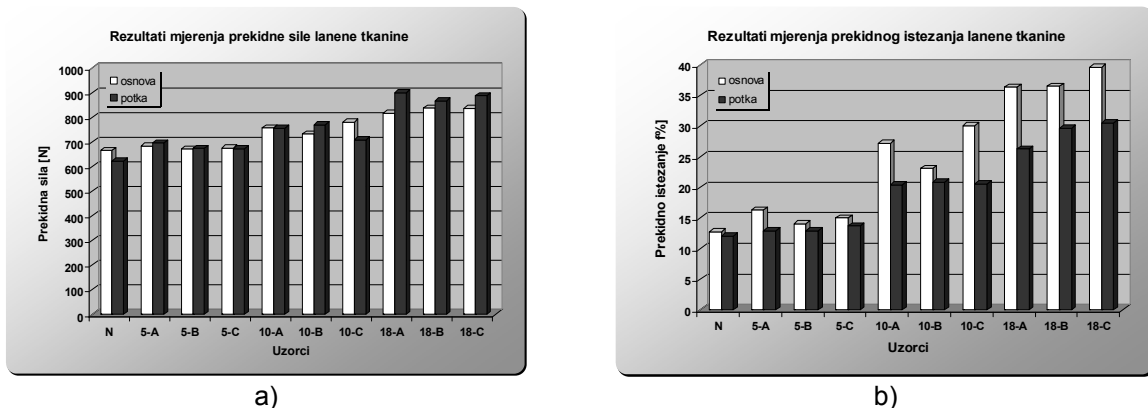 Rezultati mjerenja prekidne sile lanene tkanine
osnova
potka
Prekidna sila [N]
1000
900
800
700
600
500
400
300
200
100
0
N 5-A 5-B 5-C 10-A 10-B 10-C 18-A 18-B 18-C
Uzorci
a)
Rezultati mjerenja prekidnog istezanja lanene tkanine
osnova
potka
Prekidno istezanje f%]
40
35
30
25
20
15
10
5
0
N 5-A 5-B 5-C 10-A 10-B 10-C 18-A 18-B 18-C
Uzorci
b)